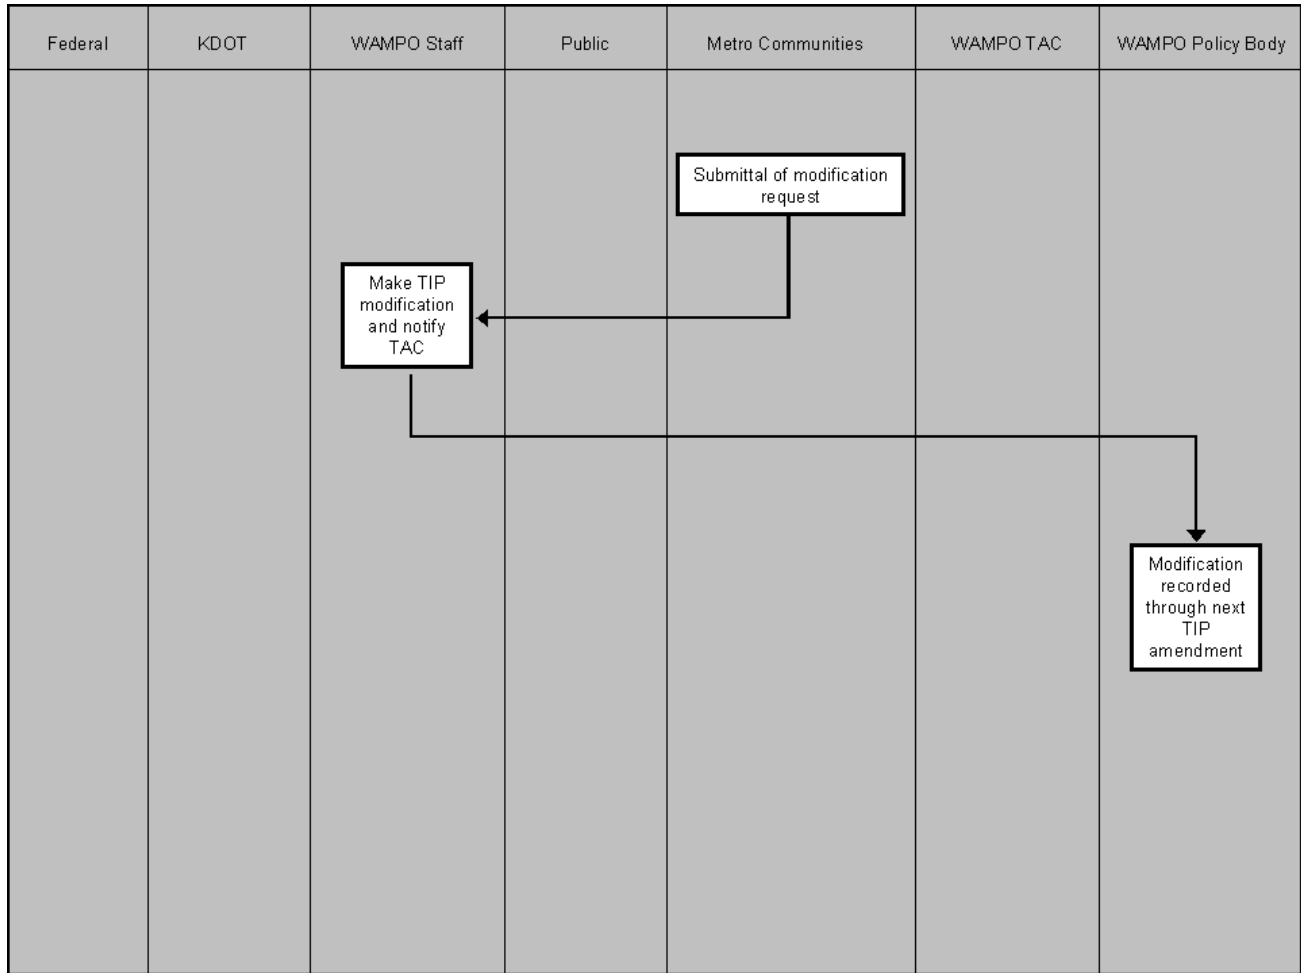 Federal
KDOT
WAMPO Staff
Public
Metro Communities
WAMPO TAC
WAMPO Policy Body
Submittal of modification
request
Make TIP
modification
and notify
TAC
Modification
recorded
through next
TIP
amendment